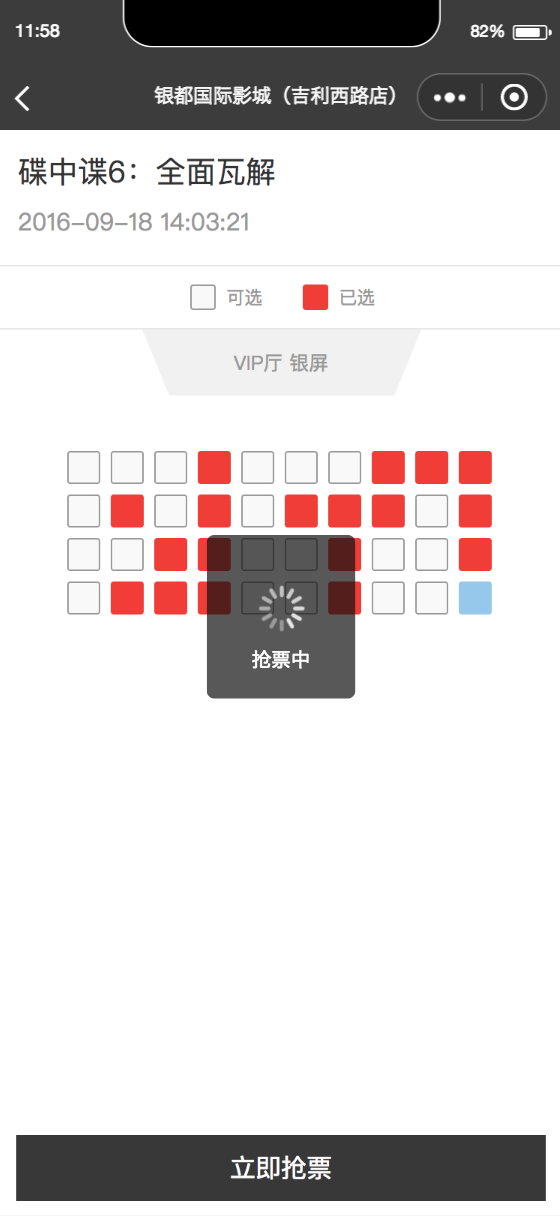 11:58
82%
银都国际影城（吉利西路店）
碟中谍6：全面瓦解
2016-09-18 14:03:21
可选
已选
VIP厅 银屏
抢票中
立即抢票